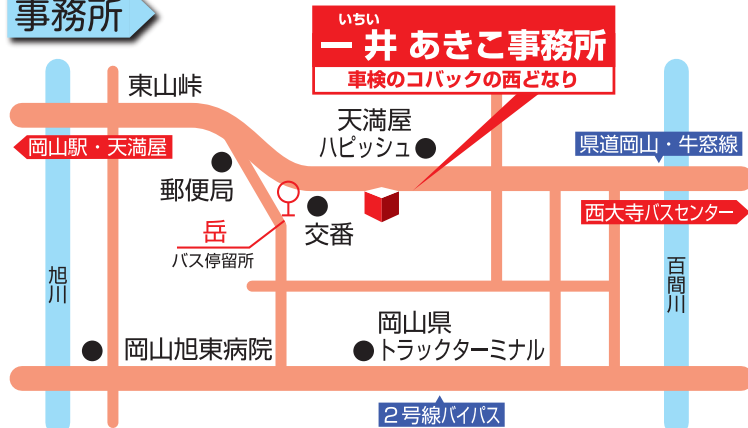 事務所
いちい
一井 あきこ事務所
車検のコバックの西どなり
東山峠
天満屋
ハピッシュ
岡山駅・天満屋
県道岡山・牛窓線
郵便局
西大寺バスセンター
岳
バス停留所
交番
旭川
百間川
岡山県
トラックターミナル
岡山旭東病院
2号線バイパス